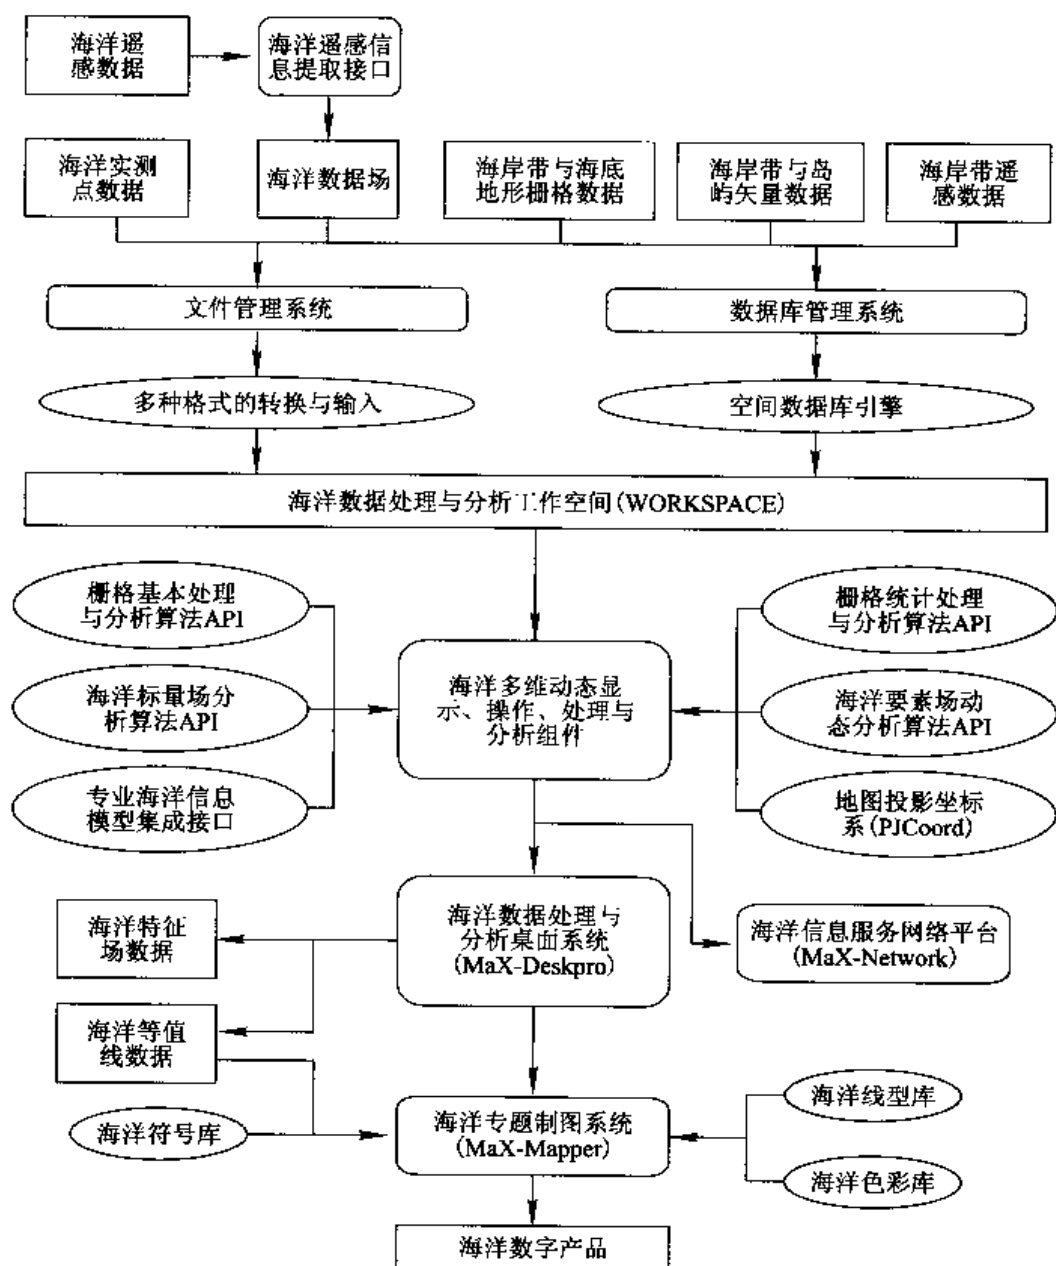 海洋遥
感数据
海洋遥感信
息提取接口
海洋实测
点数据
海洋数据场
海岸带与海底
地形栅格数据
海岸带与岛
屿矢量数据
海岸带遥
感数据
文件管理系统
数据库管理系统
多种格式的转换与输入
空间数据库引擎
海洋数据处理与分析工作空间(WORKSPACE)
栅格基本处理
与分析算法API
海洋标量场分
析算法API
专业海洋信息
模型集成接口
海洋多维动态显
示、操作、处理与
分析组件
栅格统计处理
与分析算法API
海洋要素场动
态分析算法API
地图投影坐标
系(PJCoord)
海洋特征
场数据
海洋等值
线数据
海洋数据处理与
分析桌面系统
(MaX-Deskpro)
海洋信息服务网络平台
(MaX-Network)
海洋符号库
海洋专题制图系统
(MaX-Mapper)
海洋线型库
海洋色彩库
海洋数字产品